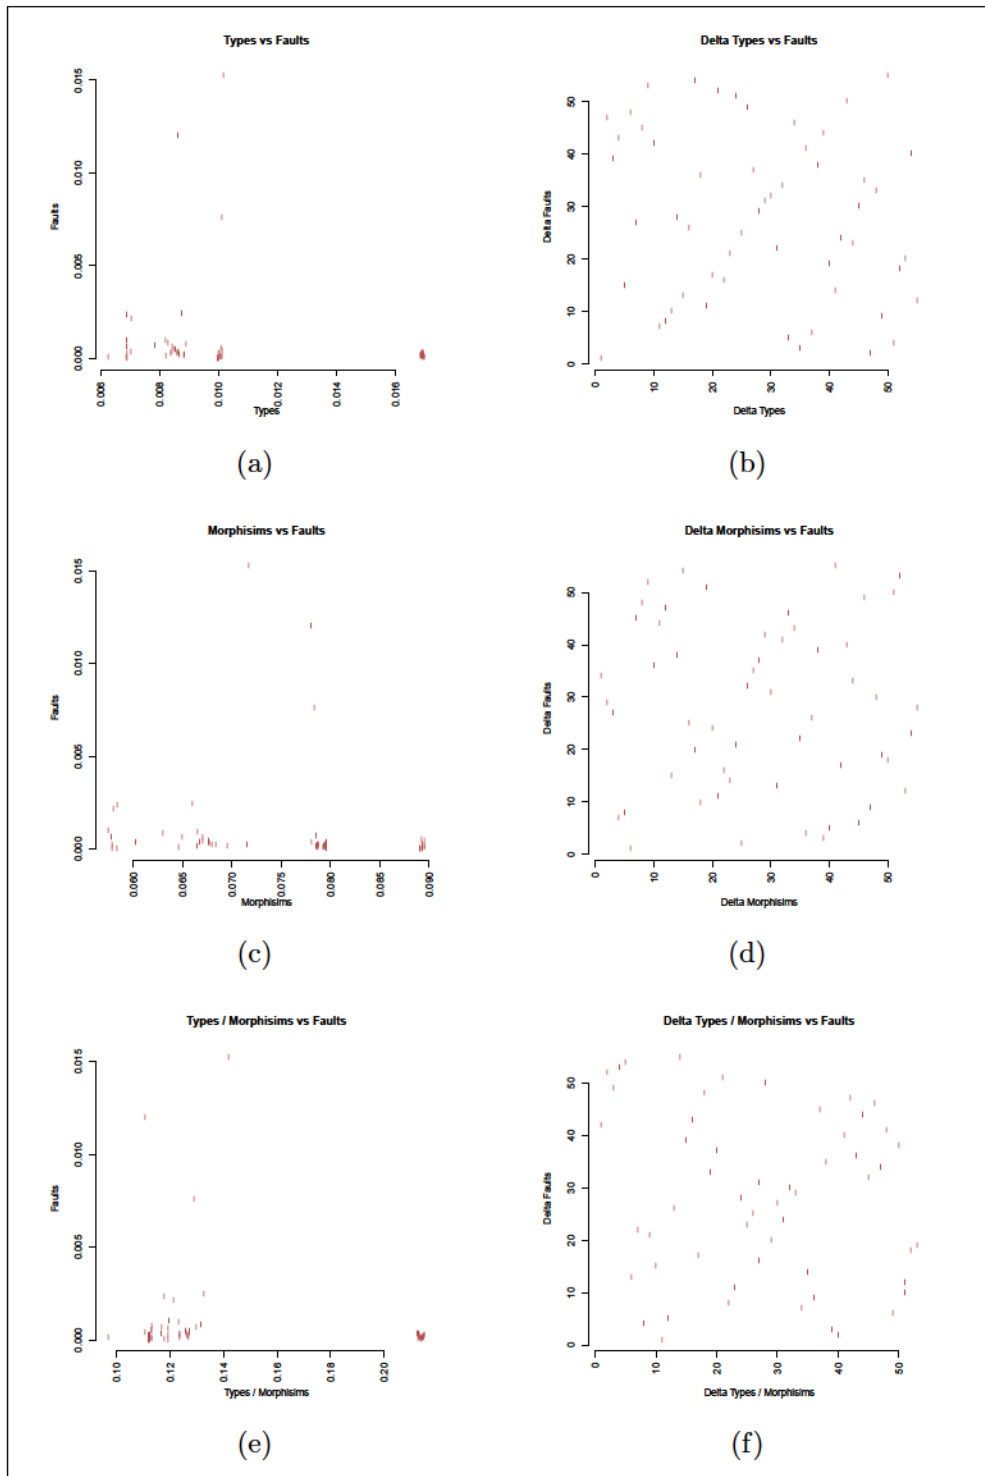 Types vs Faults
Faults
0.000 0.005 0.010 0.015
0.006 0.008 0.010 0.012 0.014 0.016
Types
(a)
Delta Types vs Faults
Delta Faults
0 10 20 30 40 50
0 10 20 30 40 50
Delta Types
(b)
Morphisims vs Faults
Faults
0.000 0.005 0.010 0.015
0.060 0.065 0.070 0.075 0.080 0.085 0.090
Morphisims
(c)
Delta Morphisims vs Faults
Delta Faults
0 10 20 30 40 50
0 10 20 30 40 50
Delta Morphisims
(d)
Types / Morphisims vs Faults
Faults
0.000 0.005 0.010 0.015
0.10 0.12 0.14 0.16 0.18 0.20
Types / Morphisims
(e)
Delta Types / Morphisims vs Faults
Delta Faults
0 10 20 30 40 50
0 10 20 30 40 50
Delta Types / Morphisims
(f)